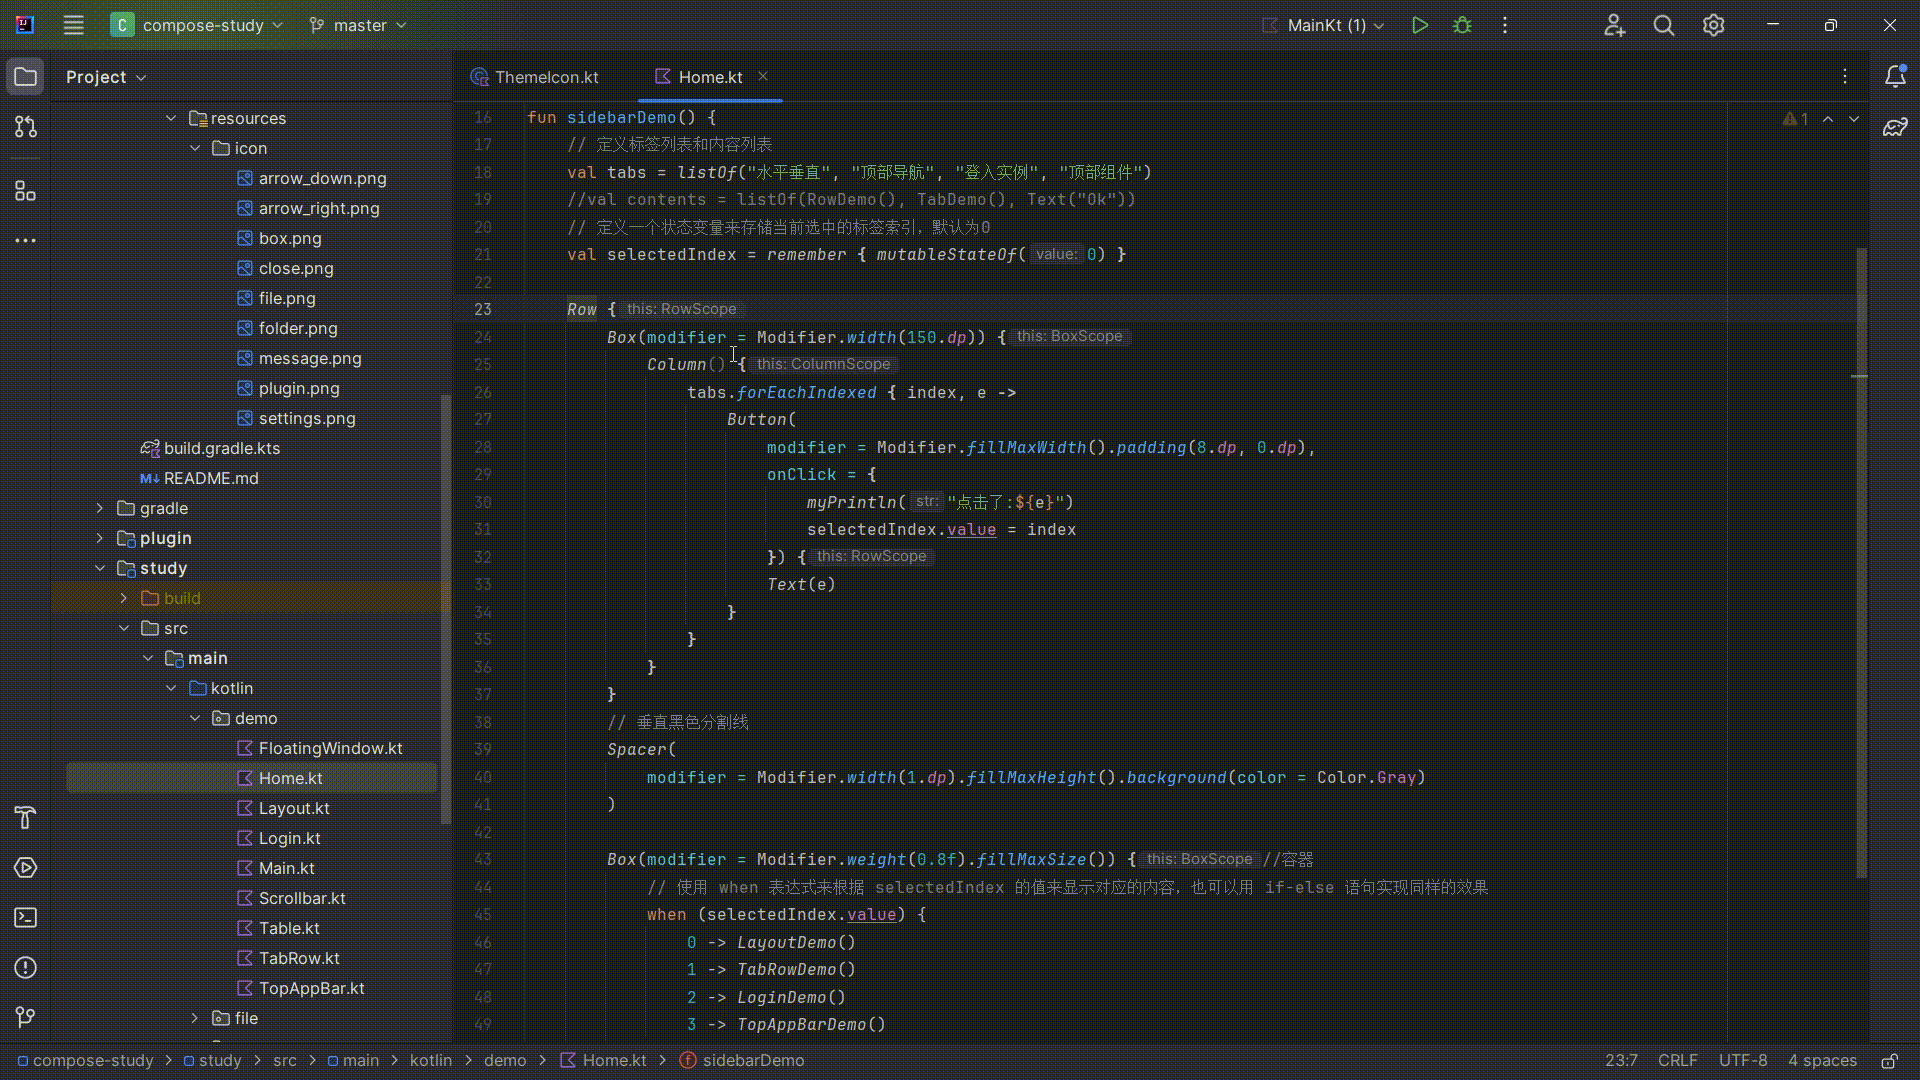 compose-study
master
MainKt (1)
Project
resources
icon
arrow_down.png
arrow_right.png
box.png
close.png
file.png
folder.png
message.png
plugin.png
settings.png
build.gradle.kts
README.md
gradle
plugin
study
build
src
main
kotlin
demo
FloatingWindow.kt
Home.kt
Layout.kt
Login.kt
Main.kt
Scrollbar.kt
Table.kt
TabRow.kt
TopAppBar.kt
file
ThemeIcon.kt
Home.kt
1
16 fun sidebarDemo() {
17 // 定义标签列表和内容列表
18 val tabs = listOf("水平垂直", "顶部导航", "登入实例", "顶部组件")
19 //val contents = listOf(RowDemo(), TabDemo(), Text("Ok"))
20 // 定义一个状态变量来存储当前选中的标签索引，默认为0
21 val selectedIndex = remember { mutableStateOf( value: 0) }
22
23 Row { this: RowScope
24 Box(modifier = Modifier.width(150.dp)) { this: BoxScope
25 Column() { this: ColumnScope
26 tabs.forEachIndexed { index, e ->
27 Button(
28 modifier = Modifier.fillMaxWidth().padding(8.dp, 0.dp),
29 onClick = {
30 myPrintln( str: "点击了:${e}")
31 selectedIndex.value = index
32 }) { this: RowScope
33 Text(e)
34 }
35 }
36 }
37 }
38 // 垂直黑色分割线
39 Spacer(
40 modifier = Modifier.width(1.dp).fillMaxHeight().background(color = Color.Gray)
41 )
42
43 Box(modifier = Modifier.weight(0.8f).fillMaxSize()) { this: BoxScope //容器
44 // 使用 when 表达式来根据 selectedIndex 的值来显示对应的内容，也可以用 if-else 语句实现同样的效果
45 when (selectedIndex.value) {
46 0 -> LayoutDemo()
47 1 -> TabRowDemo()
48 2 -> LoginDemo()
49 3 -> TopAppBarDemo()
compose-study > study > src > main > kotlin > demo > Home.kt > sidebarDemo
23:7 CRLF UTF-8 4 spaces